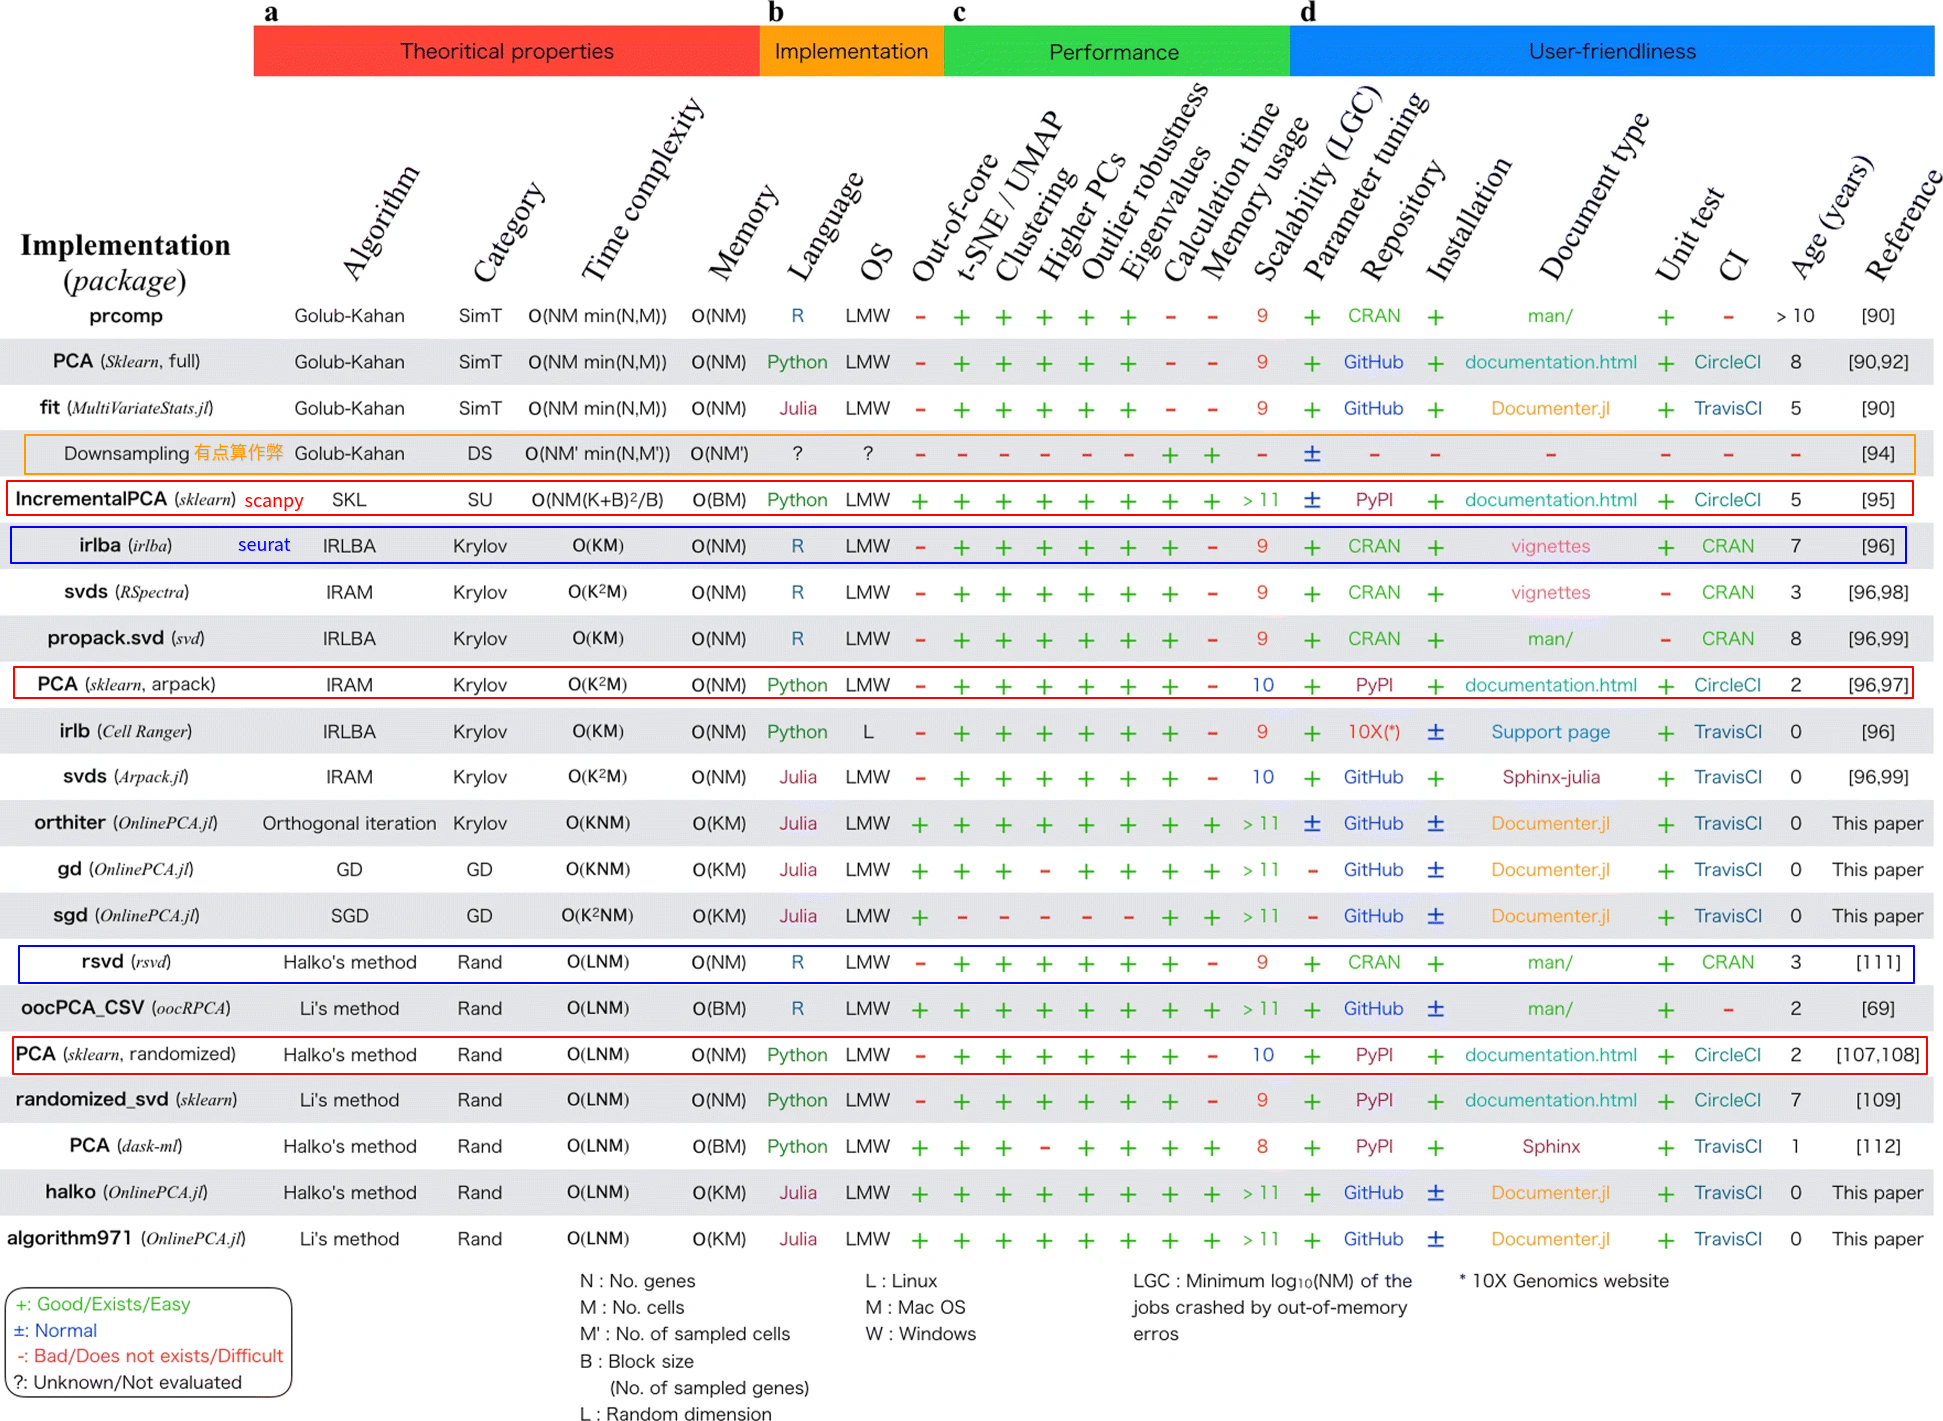 a b c d
Theoritical properties Implementation Performance User-friendliness
Implementation (package) Algorithm Category Time complexity Memory Language OS Out-of-core t-SNE / UMAP Clustering Higher PCs Outlier robustness Eigenvalues Calculation time Memory usage Scalability (LGC) Parameter tuning Repository Installation Document type Unit test CI Age (years) Reference
prcomp Golub-Kahan SimT O(NM min(N,M)) O(NM) R LMW - + + + + + - - 9 + CRAN + man/ + - > 10 [90]
PCA (Sklearn, full) Golub-Kahan SimT O(NM min(N,M)) O(NM) Python LMW - + + + + + - - 9 + GitHub + documentation.html + CircleCI 8 [90,92]
fit (MultiVariateStats.jl) Golub-Kahan SimT O(NM min(N,M)) O(NM) Julia LMW - + + + + + - - 9 + GitHub + Documenter.jl + TravisCI 5 [90]
Downsampling 有点算作弊 Golub-Kahan DS O(NM' min(N,M')) O(NM') ? ? - - - - - - + + - ± - - - - - - [94]
IncrementalPCA (sklearn) scanpy SKL SU O(NM(K+B)²/B) O(BM) Python LMW + + + + + + + + > 11 ± PyPI + documentation.html + CircleCI 5 [95]
irlba (irlba) seurat IRLBA Krylov O(KM) O(NM) R LMW - + + + + + + - 9 + CRAN + vignettes + CRAN 7 [96]
svds (RSpectra) IRAM Krylov O(K²M) O(NM) R LMW - + + + + + + - 9 + CRAN + vignettes - CRAN 3 [96,98]
propack.svd (svd) IRLBA Krylov O(KM) O(NM) R LMW - + + + + + + - 9 + CRAN + man/ - CRAN 8 [96,99]
PCA (sklearn, arpack) IRAM Krylov O(K²M) O(NM) Python LMW - + + + + + + - 10 + PyPI + documentation.html + CircleCI 2 [96,97]
irlb (Cell Ranger) IRLBA Krylov O(KM) O(NM) Python L - + + + + + + - 9 + 10X(*) ± Support page + TravisCI 0 [96]
svds (Arpack.jl) IRAM Krylov O(K²M) O(NM) Julia LMW - + + + + + + - 10 + GitHub + Sphinx-julia + TravisCI 0 [96,99]
orthiter (OnlinePCA.jl) Orthogonal iteration Krylov O(KNM) O(KM) Julia LMW + + + + + + + + > 11 ± GitHub ± Documenter.jl + TravisCI 0 This paper
gd (OnlinePCA.jl) GD GD O(KNM) O(KM) Julia LMW + + + - + + + + > 11 - GitHub ± Documenter.jl + TravisCI 0 This paper
sgd (OnlinePCA.jl) SGD GD O(K²NM) O(KM) Julia LMW + - - - - - + + > 11 - GitHub ± Documenter.jl + TravisCI 0 This paper
rsvd (rsvd) Halko's method Rand O(LNM) O(NM) R LMW - + + + + + + - 9 + CRAN + man/ + CRAN 3 [111]
oocPCA_CSV (oocRPCA) Li's method Rand O(LNM) O(BM) R LMW + + + + + + + + > 11 + GitHub ± man/ + - 2 [69]
PCA (sklearn, randomized) Halko's method Rand O(LNM) O(NM) Python LMW - + + + + + + - 10 + PyPI + documentation.html + CircleCI 2 [107,108]
randomized_svd (sklearn) Li's method Rand O(LNM) O(NM) Python LMW - + + + + + + - 9 + PyPI + documentation.html + CircleCI 7 [109]
PCA (dask-ml) Halko's method Rand O(LNM) O(BM) Python LMW + + + - + + + + 8 + PyPI + Sphinx + TravisCI 1 [112]
halko (OnlinePCA.jl) Halko's method Rand O(LNM) O(KM) Julia LMW + + + + + + + + > 11 + GitHub ± Documenter.jl + TravisCI 0 This paper
algorithm971 (OnlinePCA.jl) Li's method Rand O(LNM) O(KM) Julia LMW + + + + + + + + > 11 + GitHub ± Documenter.jl + TravisCI 0 This paper
+: Good/Exists/Easy
±: Normal
-: Bad/Does not exists/Difficult
?: Unknown/Not evaluated
N : No. genes
M : No. cells
M' : No. of sampled cells
B : Block size
(No. of sampled genes)
L : Random dimension
L : Linux
M : Mac OS
W : Windows
LGC : Minimum log₁₀(NM) of the
jobs crashed by out-of-memory
erros
* 10X Genomics website